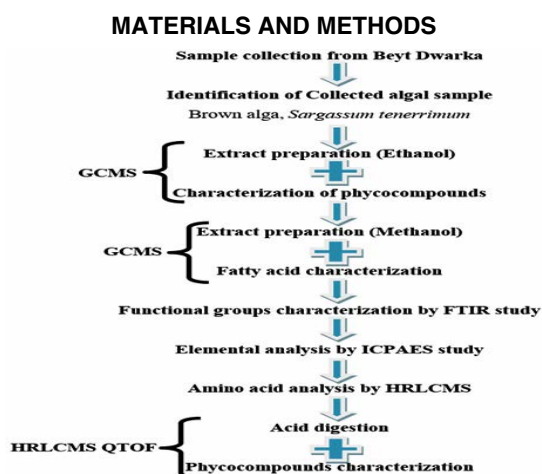 MATERIALS AND METHODS
Sample collection from Beyt Dwarka
Identification of Collected algal sample
Brown alga, Sargassum tenerrimum
Extract preparation (Ethanol)
GCMS
Characterization of phycocompounds
Extract preparation (Methanol)
GCMS
Fatty acid characterization
Functional groups characterization by FTIR study
Elemental analysis by ICPAES study
Amino acid analysis by HRLCMS
Acid digestion
HRLCMS QTOF
Phycocompounds characterization